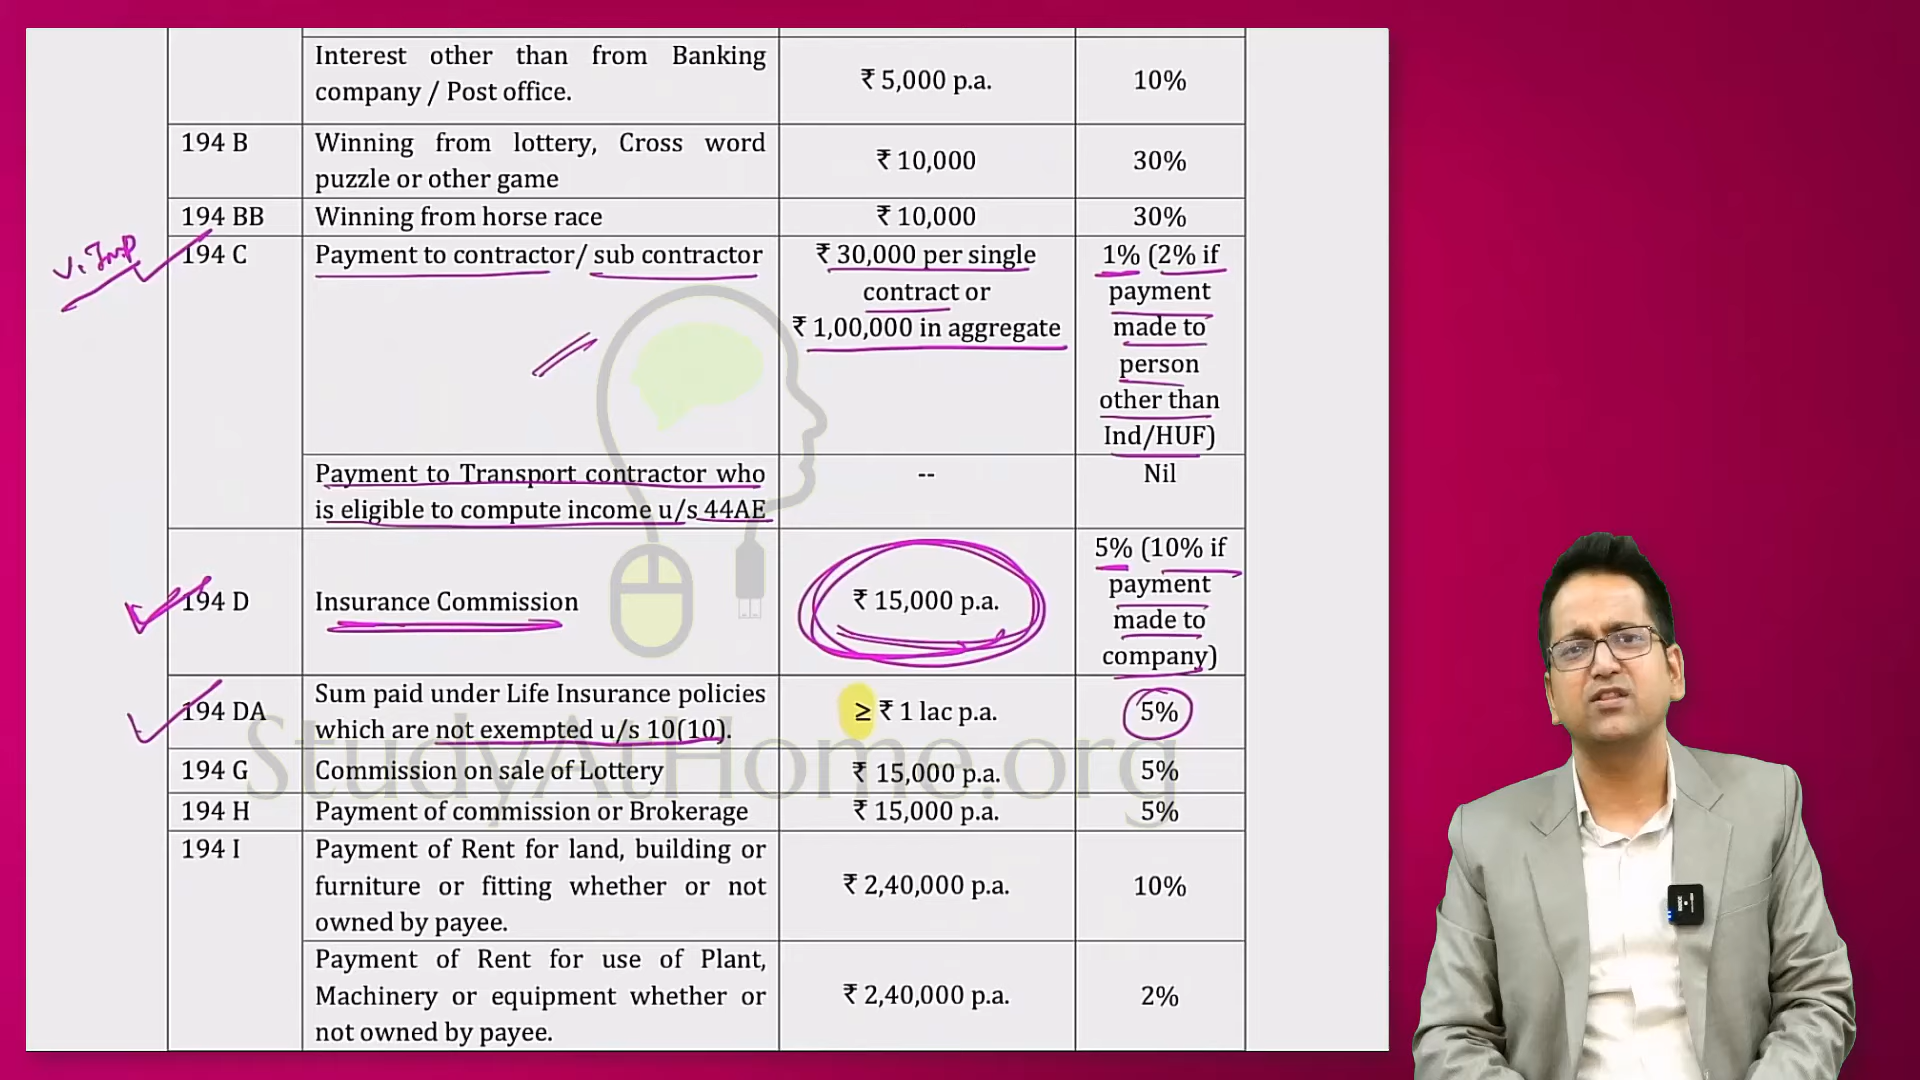 Interest other than from Banking
company / Post office.
₹ 5,000 p.a.
10%
194 B
Winning from lottery, Cross word
puzzle or other game
₹ 10,000
30%
194 BB
Winning from horse race
₹ 10,000
30%
V. Imp
194 C
Payment to contractor/ sub contractor
₹ 30,000 per single
contract or
₹ 1,00,000 in aggregate
1% (2% if
payment
made to
person
other than
Ind/HUF)
Payment to Transport contractor who
is eligible to compute income u/s 44AE
--
Nil
194 D
Insurance Commission
₹ 15,000 p.a.
5% (10% if
payment
made to
company)
194 DA
Sum paid under Life Insurance policies
which are not exempted u/s 10(10).
≥ ₹ 1 lac p.a.
5%
StudyAtHome.org
194 G
Commission on sale of Lottery
₹ 15,000 p.a.
5%
194 H
Payment of commission or Brokerage
₹ 15,000 p.a.
5%
194 I
Payment of Rent for land, building or
furniture or fitting whether or not
owned by payee.
₹ 2,40,000 p.a.
10%
Payment of Rent for use of Plant,
Machinery or equipment whether or
not owned by payee.
₹ 2,40,000 p.a.
2%